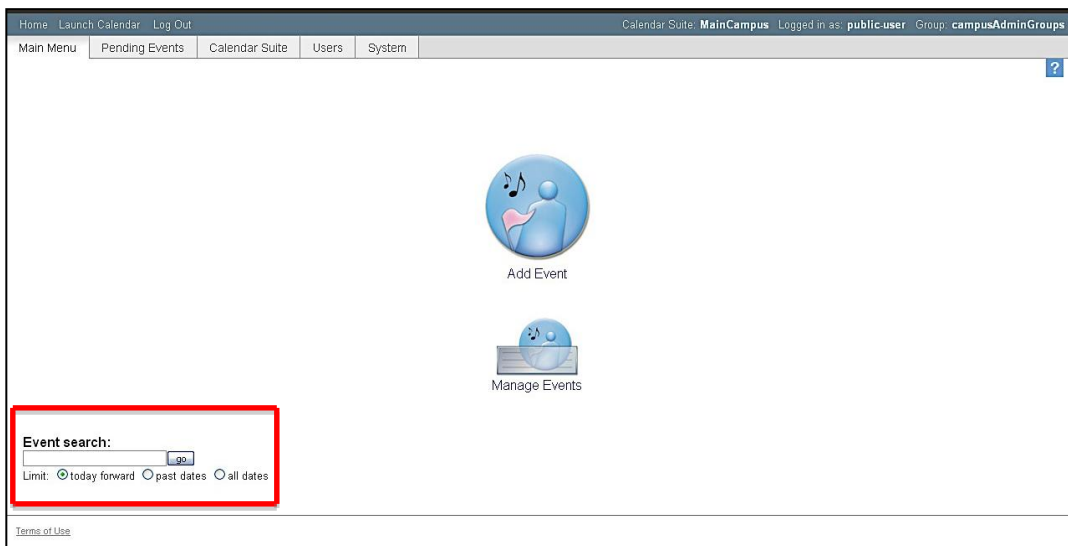 Home Launch Calendar Log Out Calendar Suite: MainCampus Logged in as: public-user Group: campusAdminGroups
Main Menu Pending Events Calendar Suite Users System
?
Add Event
Manage Events
Event search:
go
Limit: today forward past dates all dates
Terms of Use